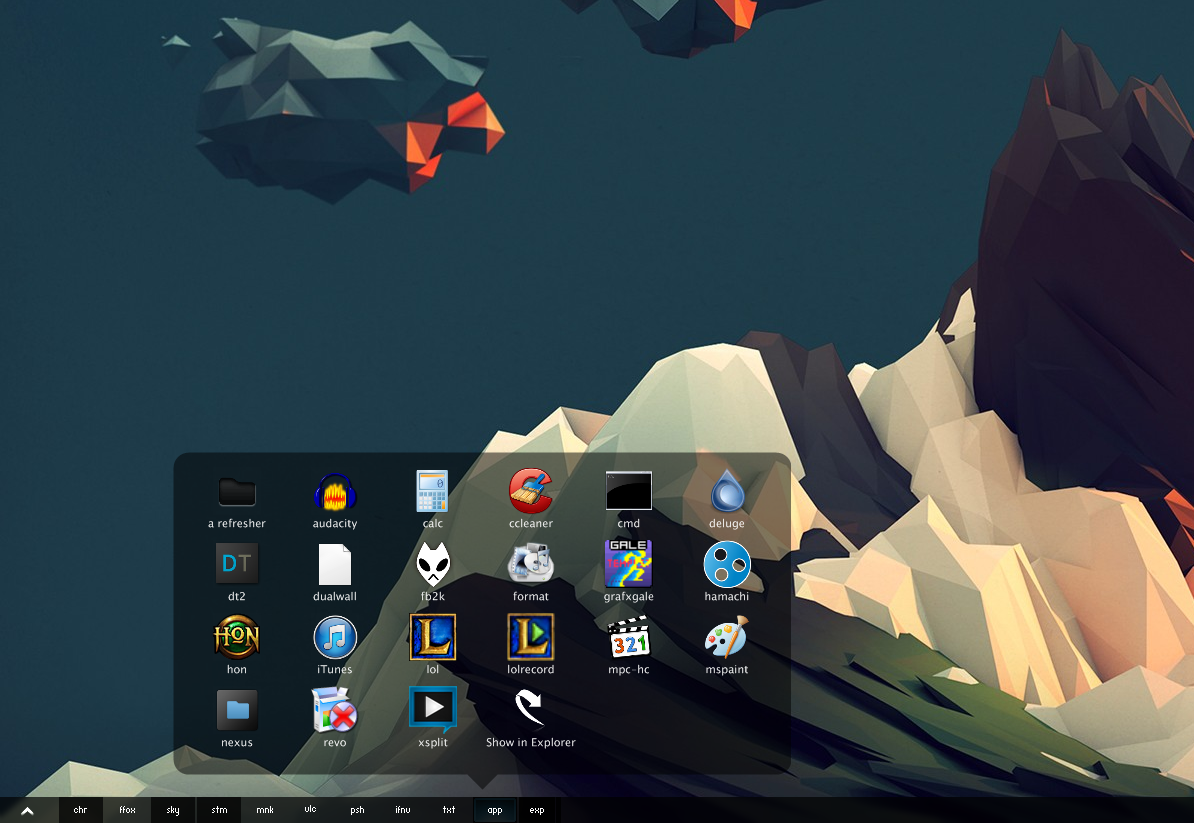 a refresher audacity calc ccleaner cmd deluge
DT GALE
dt2 dualwall fb2k format grafxgale hamachi
HON L L 321
hon iTunes lol lolrecord mpc-hc mspaint
nexus revo xsplit Show in Explorer
chr ffox sky stm mnk vlc psh ifnv txt app exp